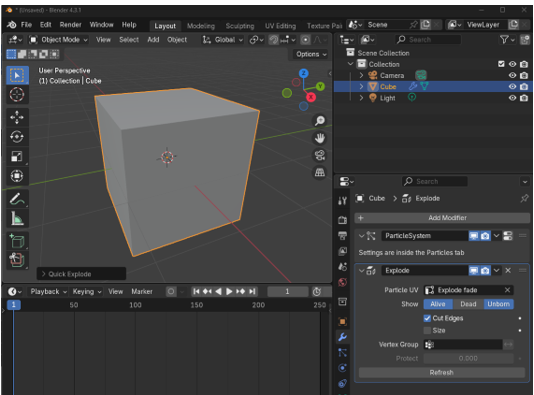 * (Unsaved) - Blender 4.3.1
File Edit Render Window Help Layout Modeling Sculpting UV Editing Texture Pai
Scene ViewLayer
Object Mode View Select Add Object Global
Options
User Perspective
(1) Collection | Cube
Z
Y
X
Quick Explode
Playback Keying View Marker 1
1 50 100 150 200 250
Search
Scene Collection
Collection
Camera
Cube
Light
Search
Cube Explode
Add Modifier
ParticleSystem
Settings are inside the Particles tab
Explode
Particle UV Explode fade
Show Alive Dead Unborn
Cut Edges
Size
Vertex Group
Protect 0.000
Refresh